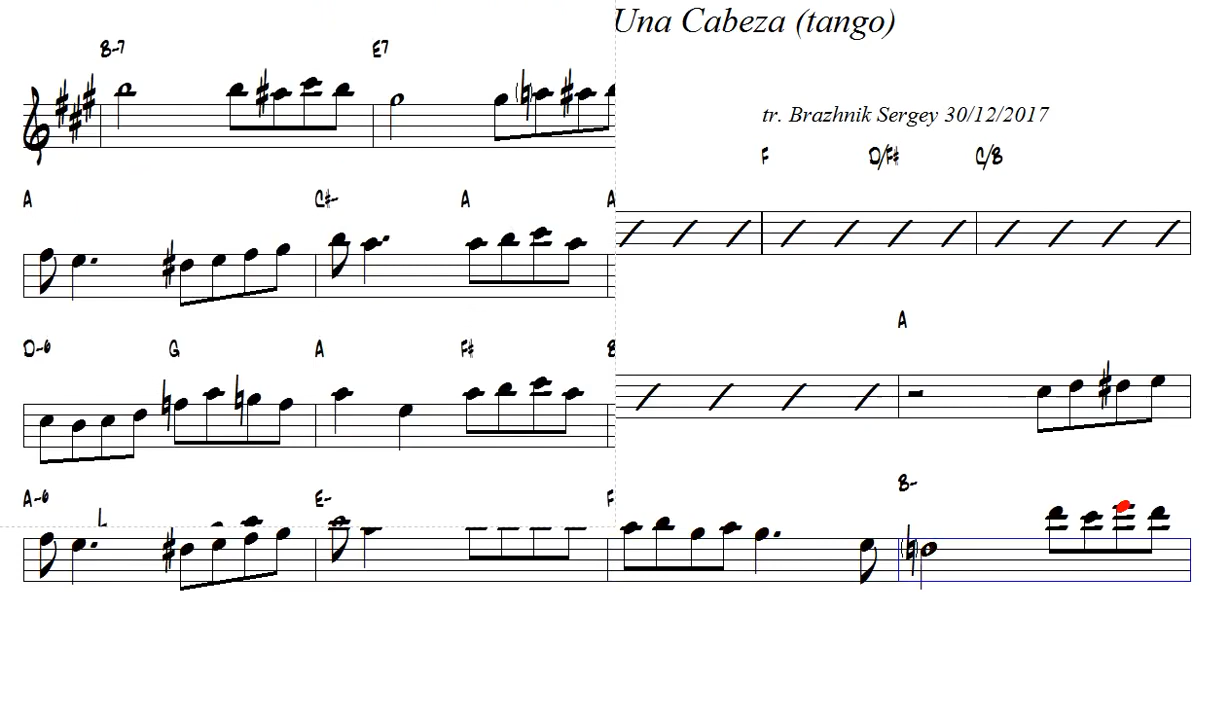 Una Cabeza (tango)
B-7 E7
tr. Brazhnik Sergey 30/12/2017
F D/F# C/B
A C#- A A
A
D-6 G A F#
B-
A-6 E- F